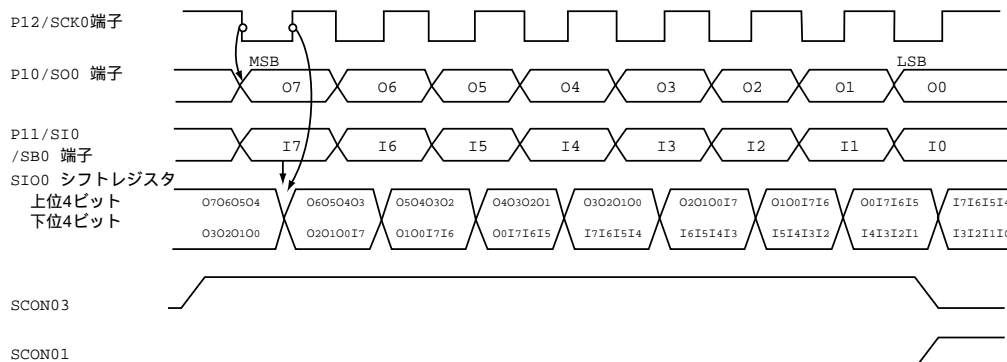 P12/SCK0端子
MSB
LSB
P10/SO0 端子
O7 O6 O5 O4 O3 O2 O1 O0
P11/SI0
/SB0 端子
I7 I6 I5 I4 I3 I2 I1 I0
SIO0 シフトレジスタ
上位4ビット
O7O6O5O4 O6O5O4O3 O5O4O3O2 O4O3O2O1 O3O2O1O0 O2O1O0I7 O1O0I7I6 O0I7I6I5 I7I6I5I4
下位4ビット
O3O2O1O0 O2O1O0I7 O1O0I7I6 O0I7I6I5 I7I6I5I4 I6I5I4I3 I5I4I3I2 I4I3I2I1 I3I2I1I0
SCON03
SCON01